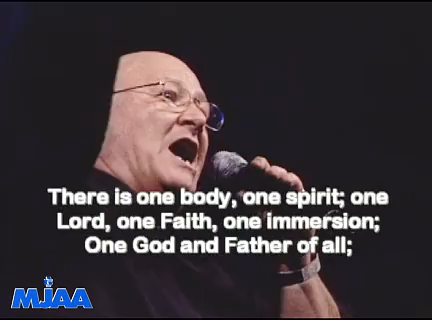 There is one body, one spirit; one
Lord, one Faith, one immersion;
One God and Father of all;
MJAA